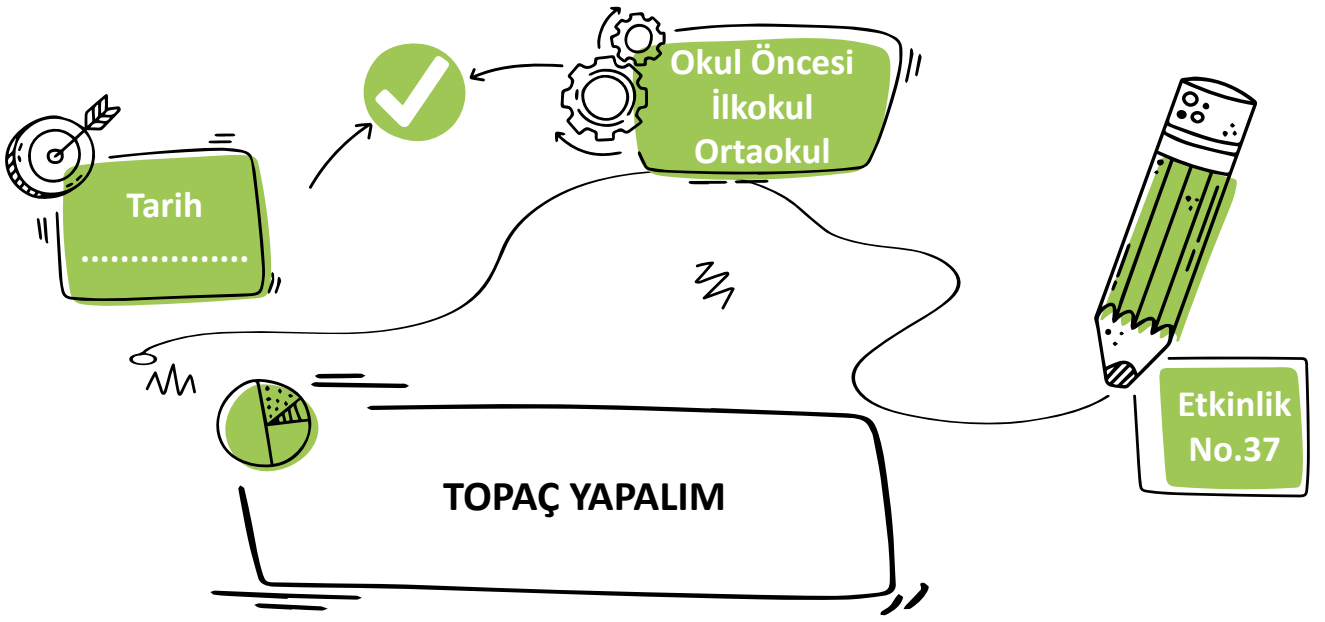 Okul Öncesi
İlkokul
Ortaokul
Tarih
.................
Etkinlik
No.37
TOPAÇ YAPALIM